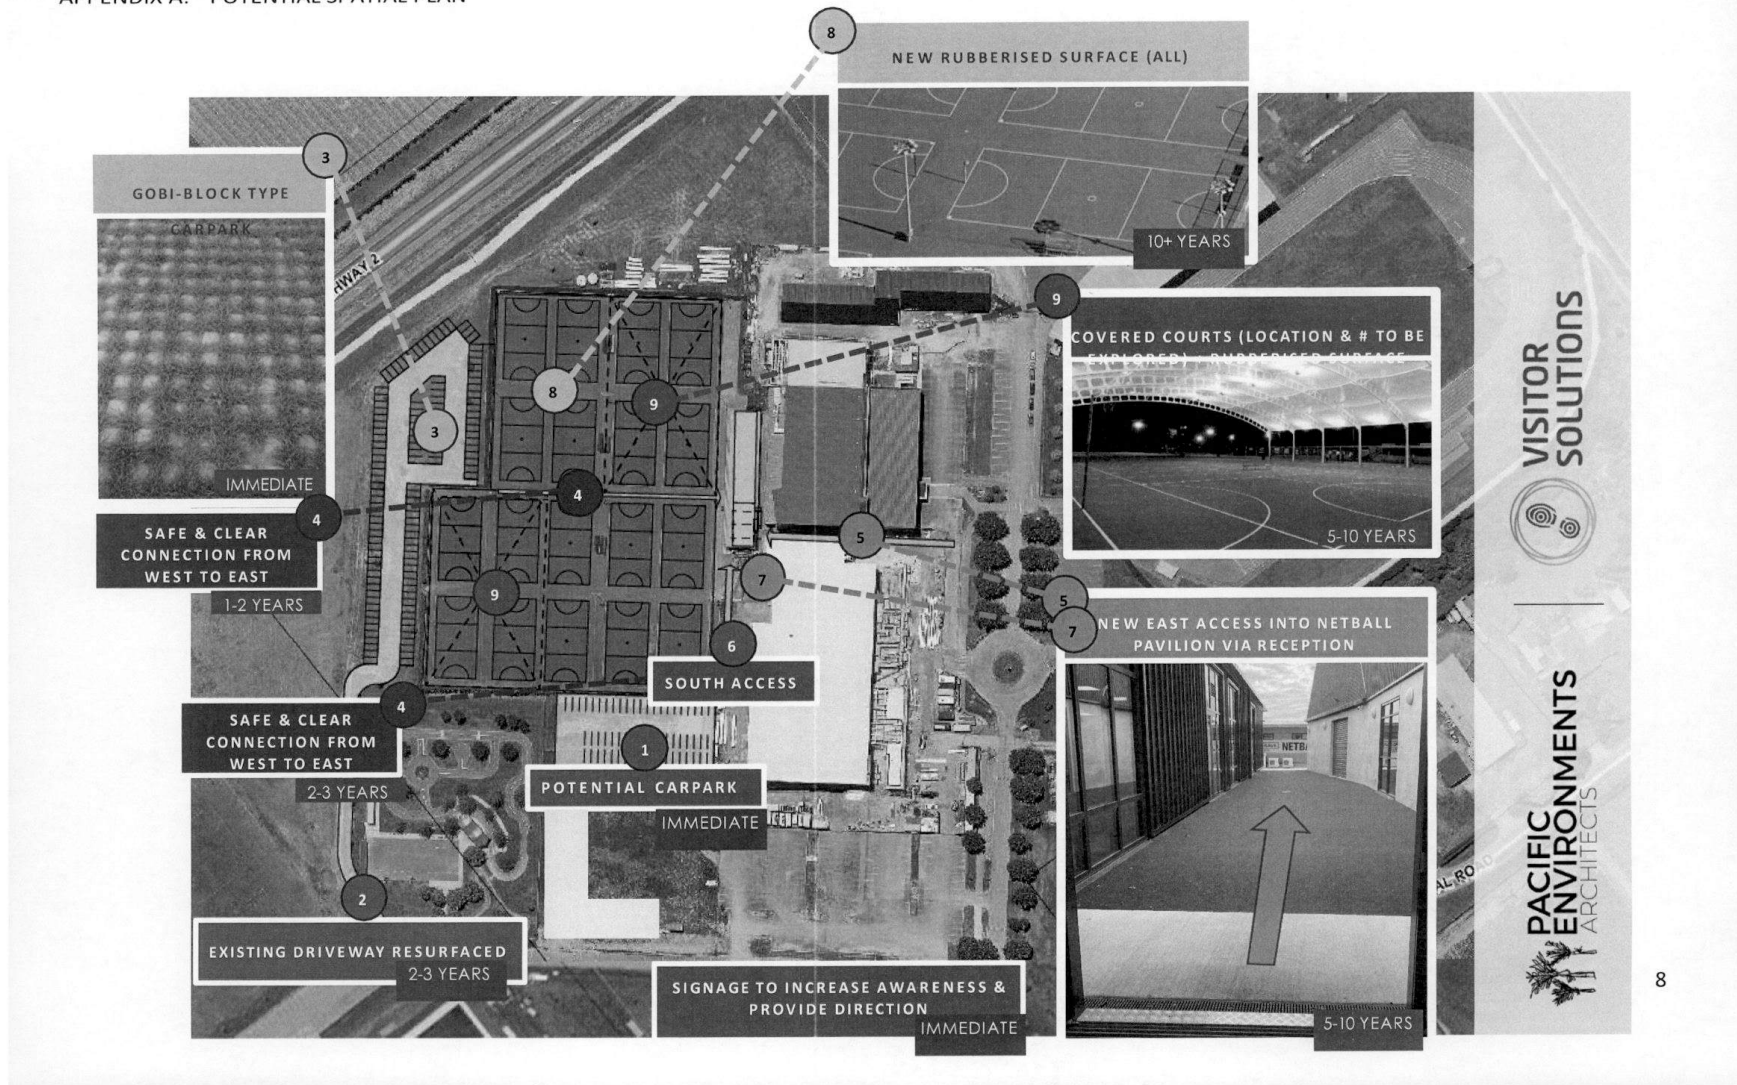 APPENDIX A: POTENTIAL SPATIAL PLAN
8
NEW RUBBERISED SURFACE (ALL)
10+ YEARS
3
GOBI-BLOCK TYPE
CARPARK
IMMEDIATE
HWAY 2
9
COVERED COURTS (LOCATION & # TO BE
EXPLORED) - RUBBERISED SURFACE
5-10 YEARS
8
9
3
4
4
SAFE & CLEAR
CONNECTION FROM
WEST TO EAST
1-2 YEARS
5
7
9
5
7
NEW EAST ACCESS INTO NETBALL
PAVILION VIA RECEPTION
NETBA
5-10 YEARS
6
SOUTH ACCESS
4
SAFE & CLEAR
CONNECTION FROM
WEST TO EAST
2-3 YEARS
1
POTENTIAL CARPARK
IMMEDIATE
2
EXISTING DRIVEWAY RESURFACED
2-3 YEARS
SIGNAGE TO INCREASE AWARENESS &
PROVIDE DIRECTION
IMMEDIATE
AL ROAD
VISITOR
SOLUTIONS
PACIFIC
ENVIRONMENTS
ARCHITECTS
8